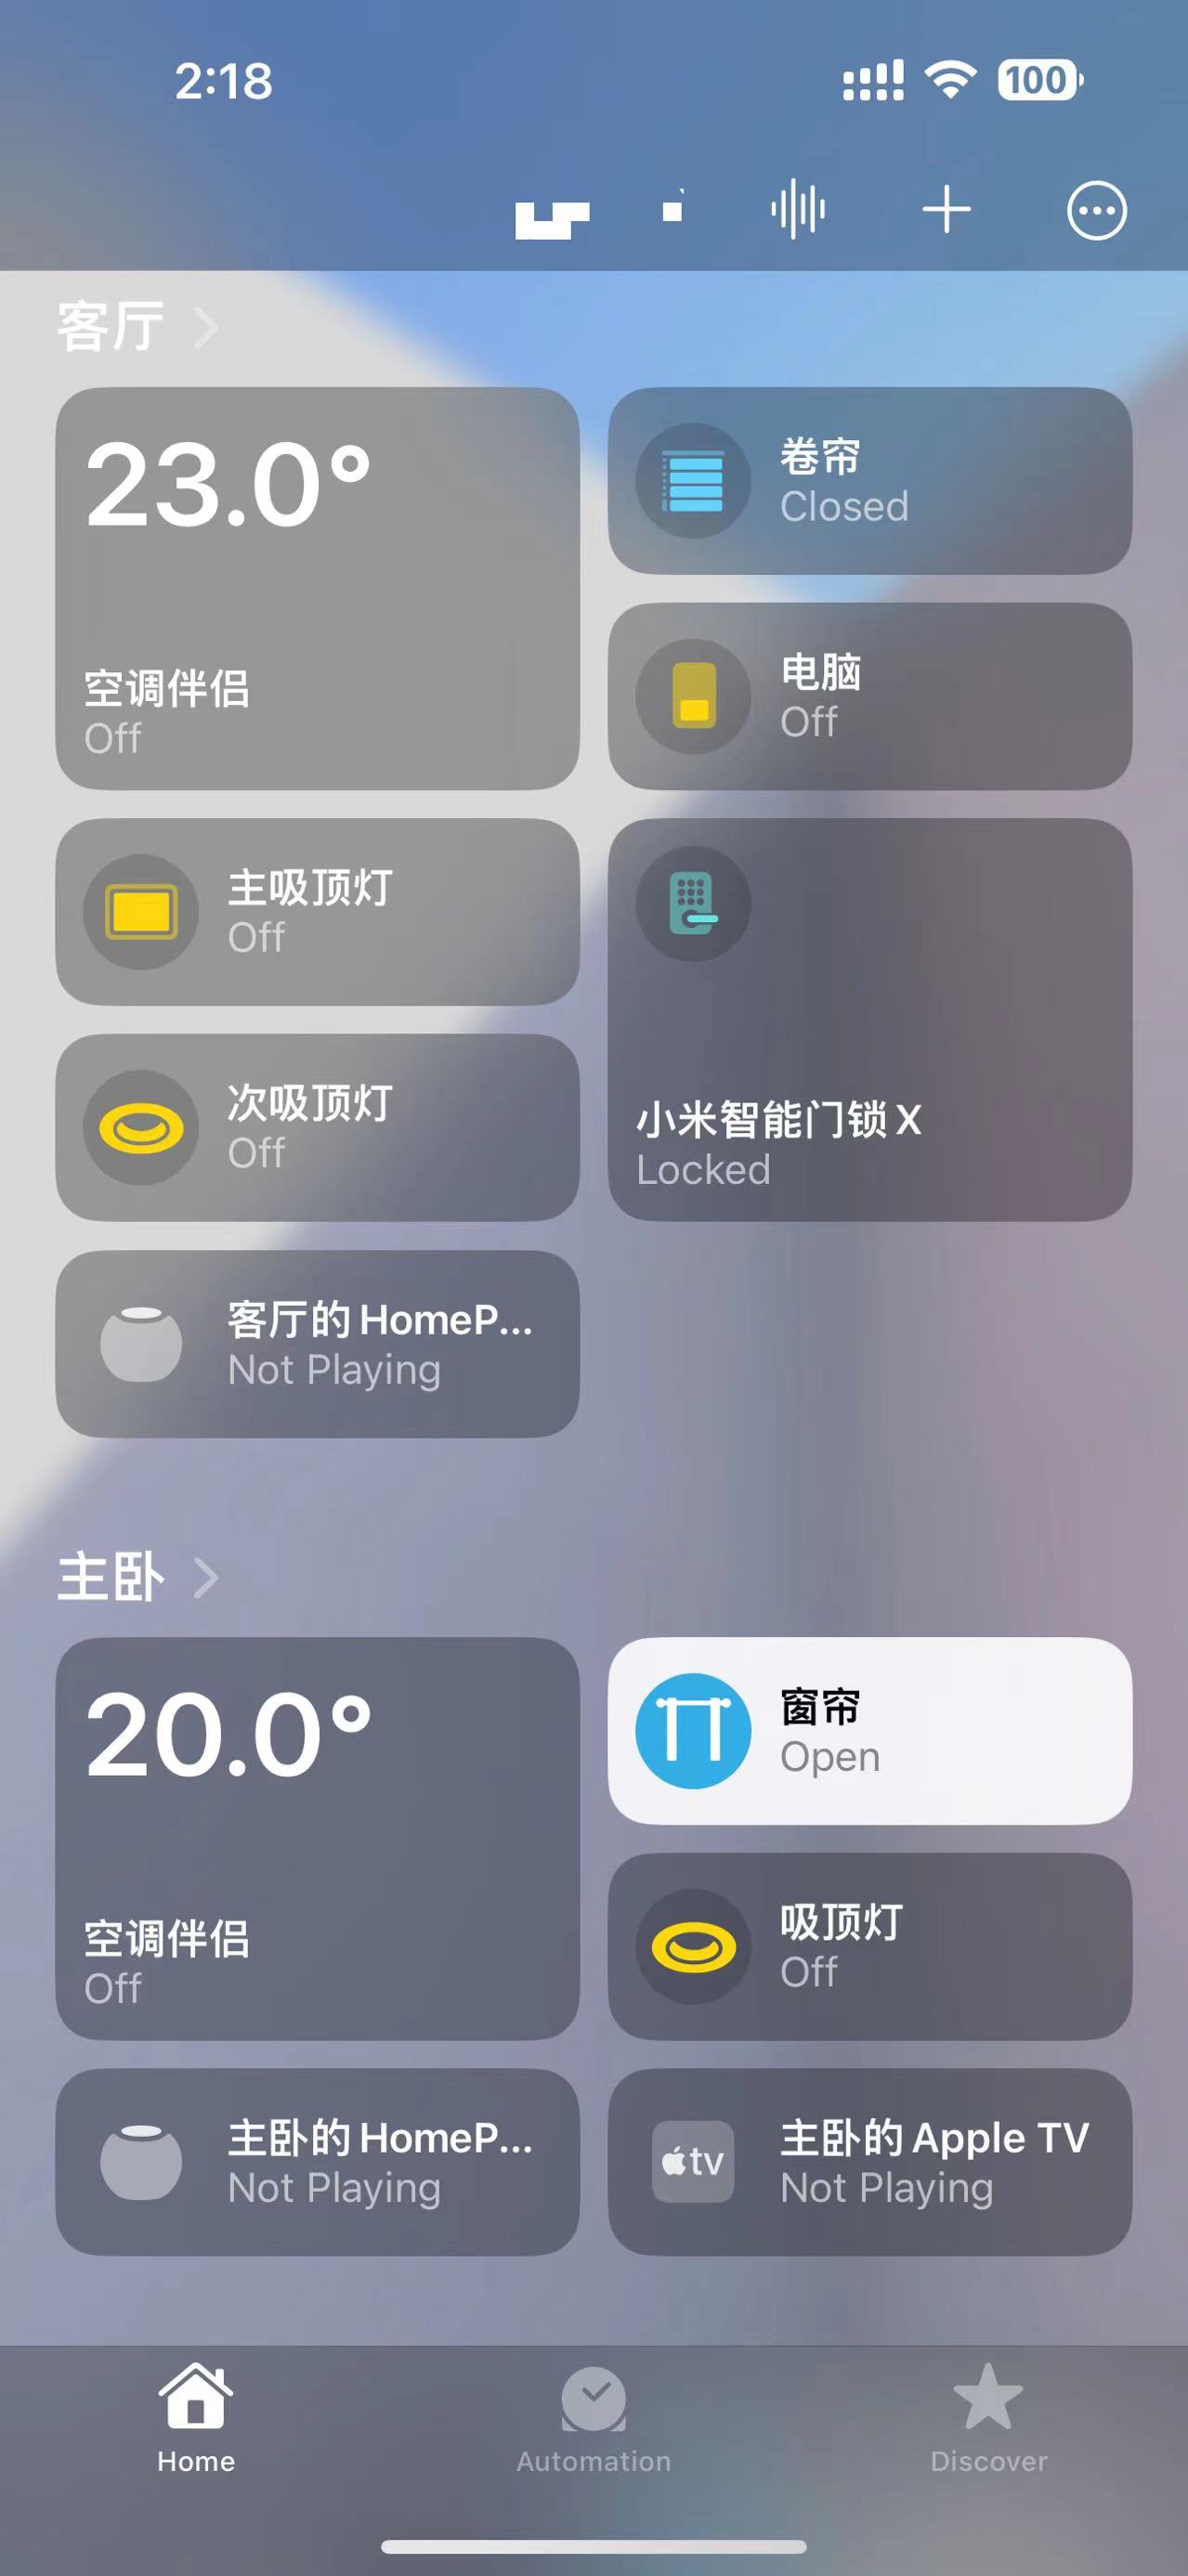 2:18
100
客厅
23.0°
空调伴侣
Off
卷帘
Closed
电脑
Off
主吸顶灯
Off
小米智能门锁X
Locked
次吸顶灯
Off
客厅的 HomeP...
Not Playing
主卧
20.0°
空调伴侣
Off
窗帘
Open
吸顶灯
Off
主卧的 HomeP...
Not Playing
tv
主卧的 Apple TV
Not Playing
Home
Automation
Discover